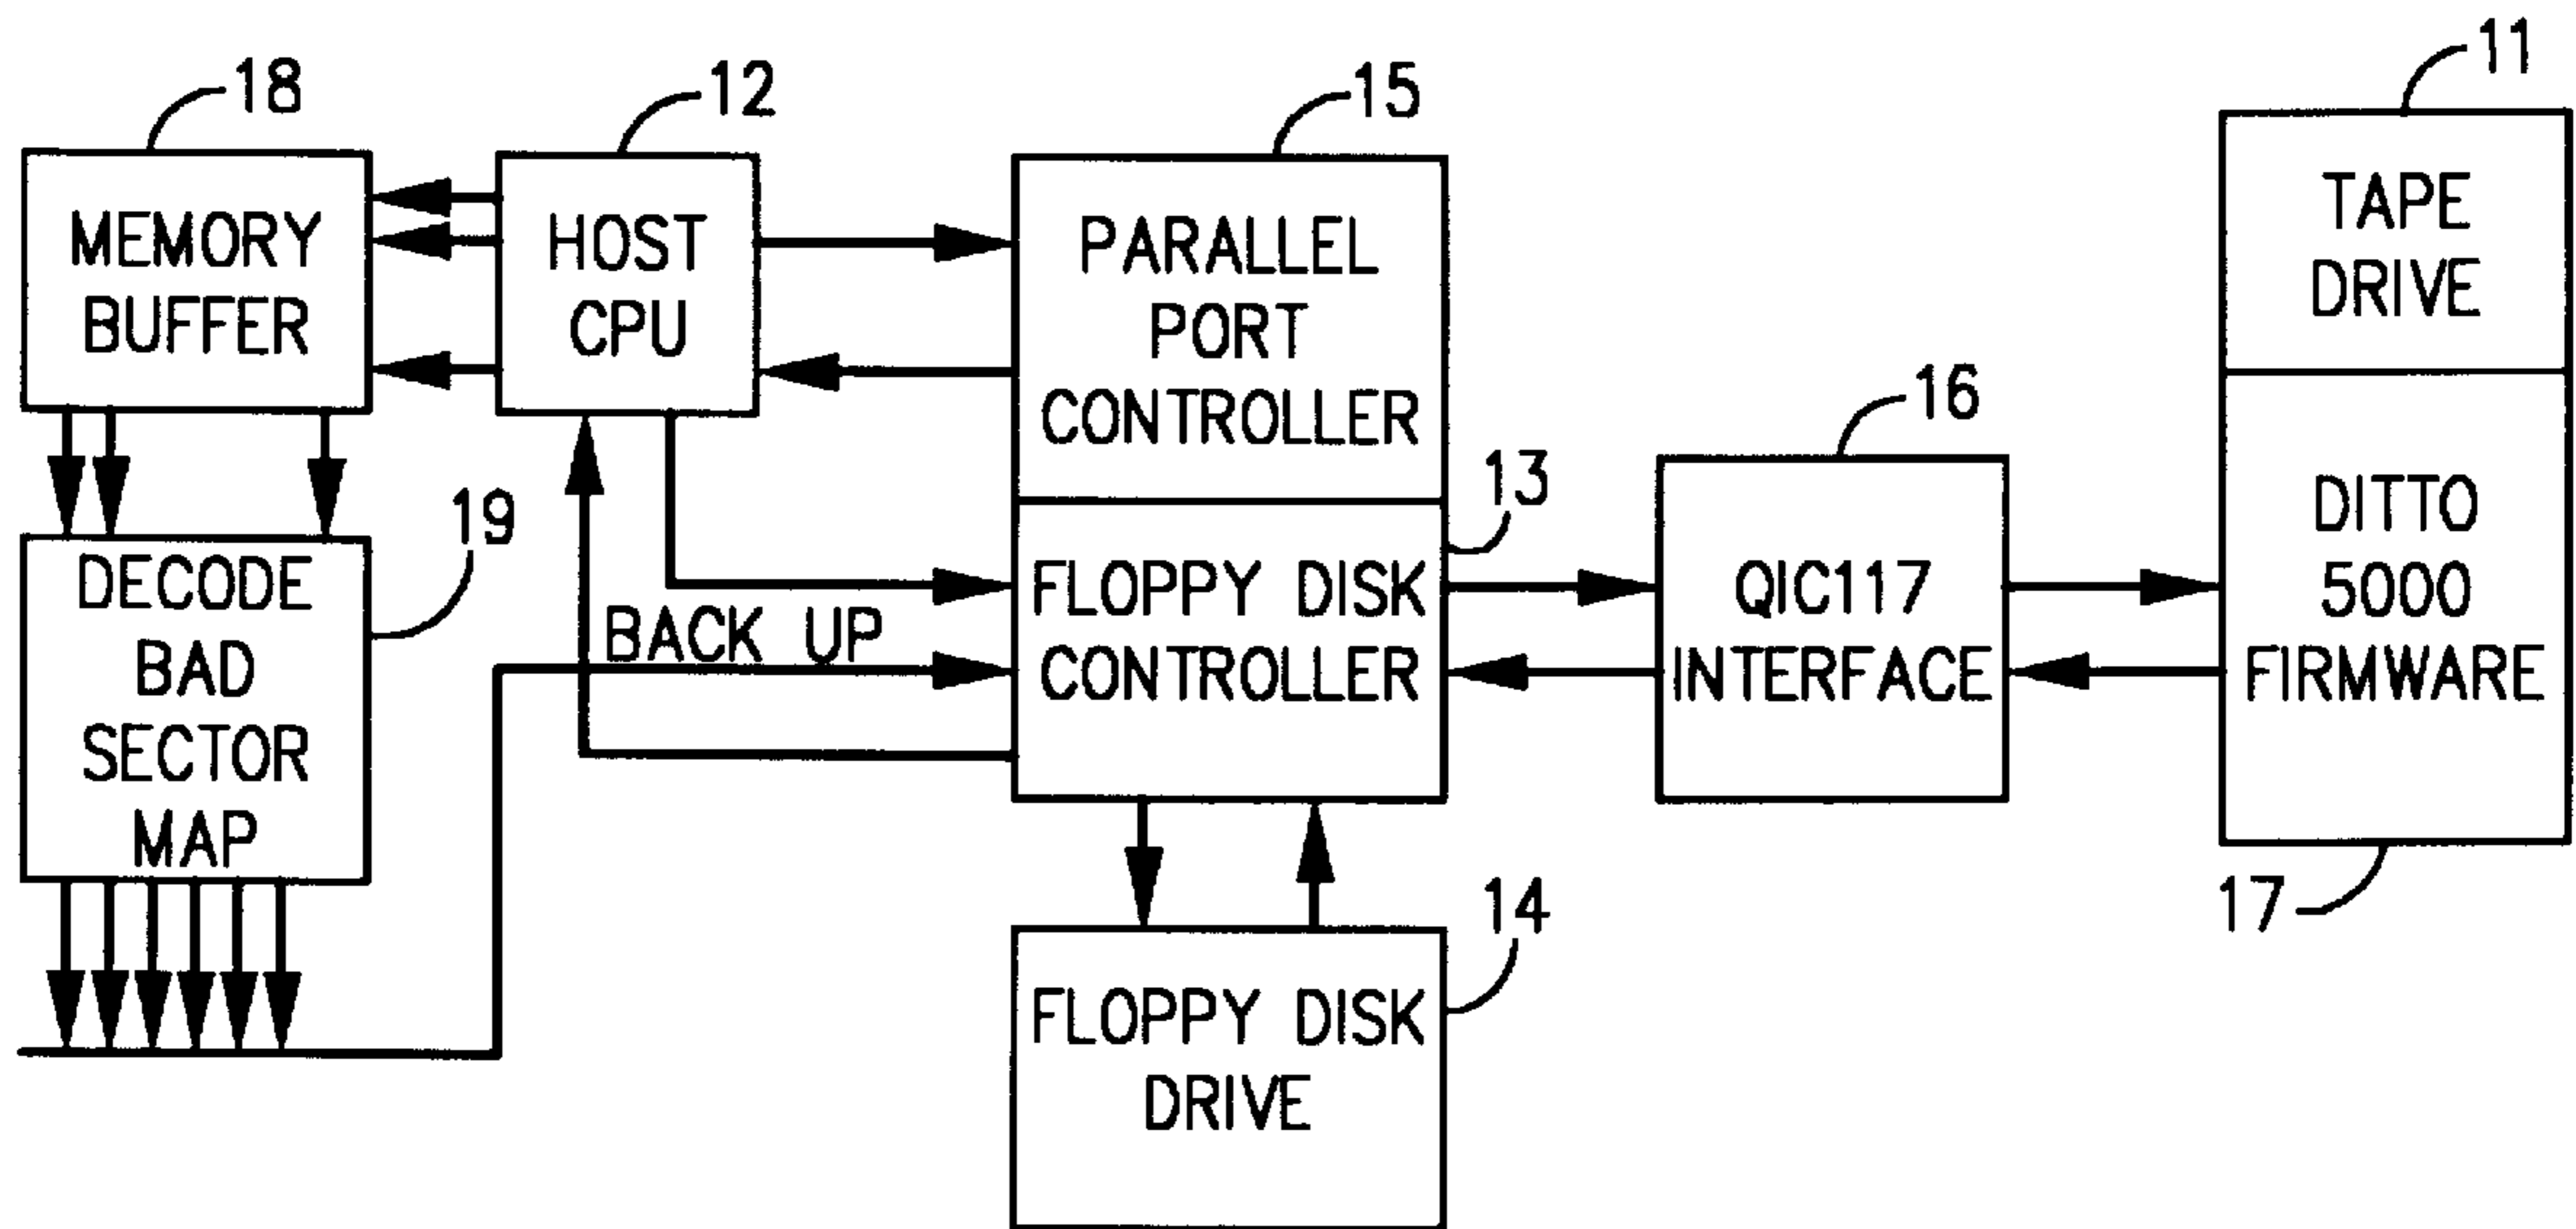 18
12
15
11
MEMORY
BUFFER
HOST
CPU
PARALLEL
PORT
CONTROLLER
TAPE
DRIVE
16
13
19
DECODE
BAD
SECTOR
MAP
BACK UP
FLOPPY DISK
CONTROLLER
QIC117
INTERFACE
DITTO
5000
FIRMWARE
14
17
FLOPPY DISK
DRIVE